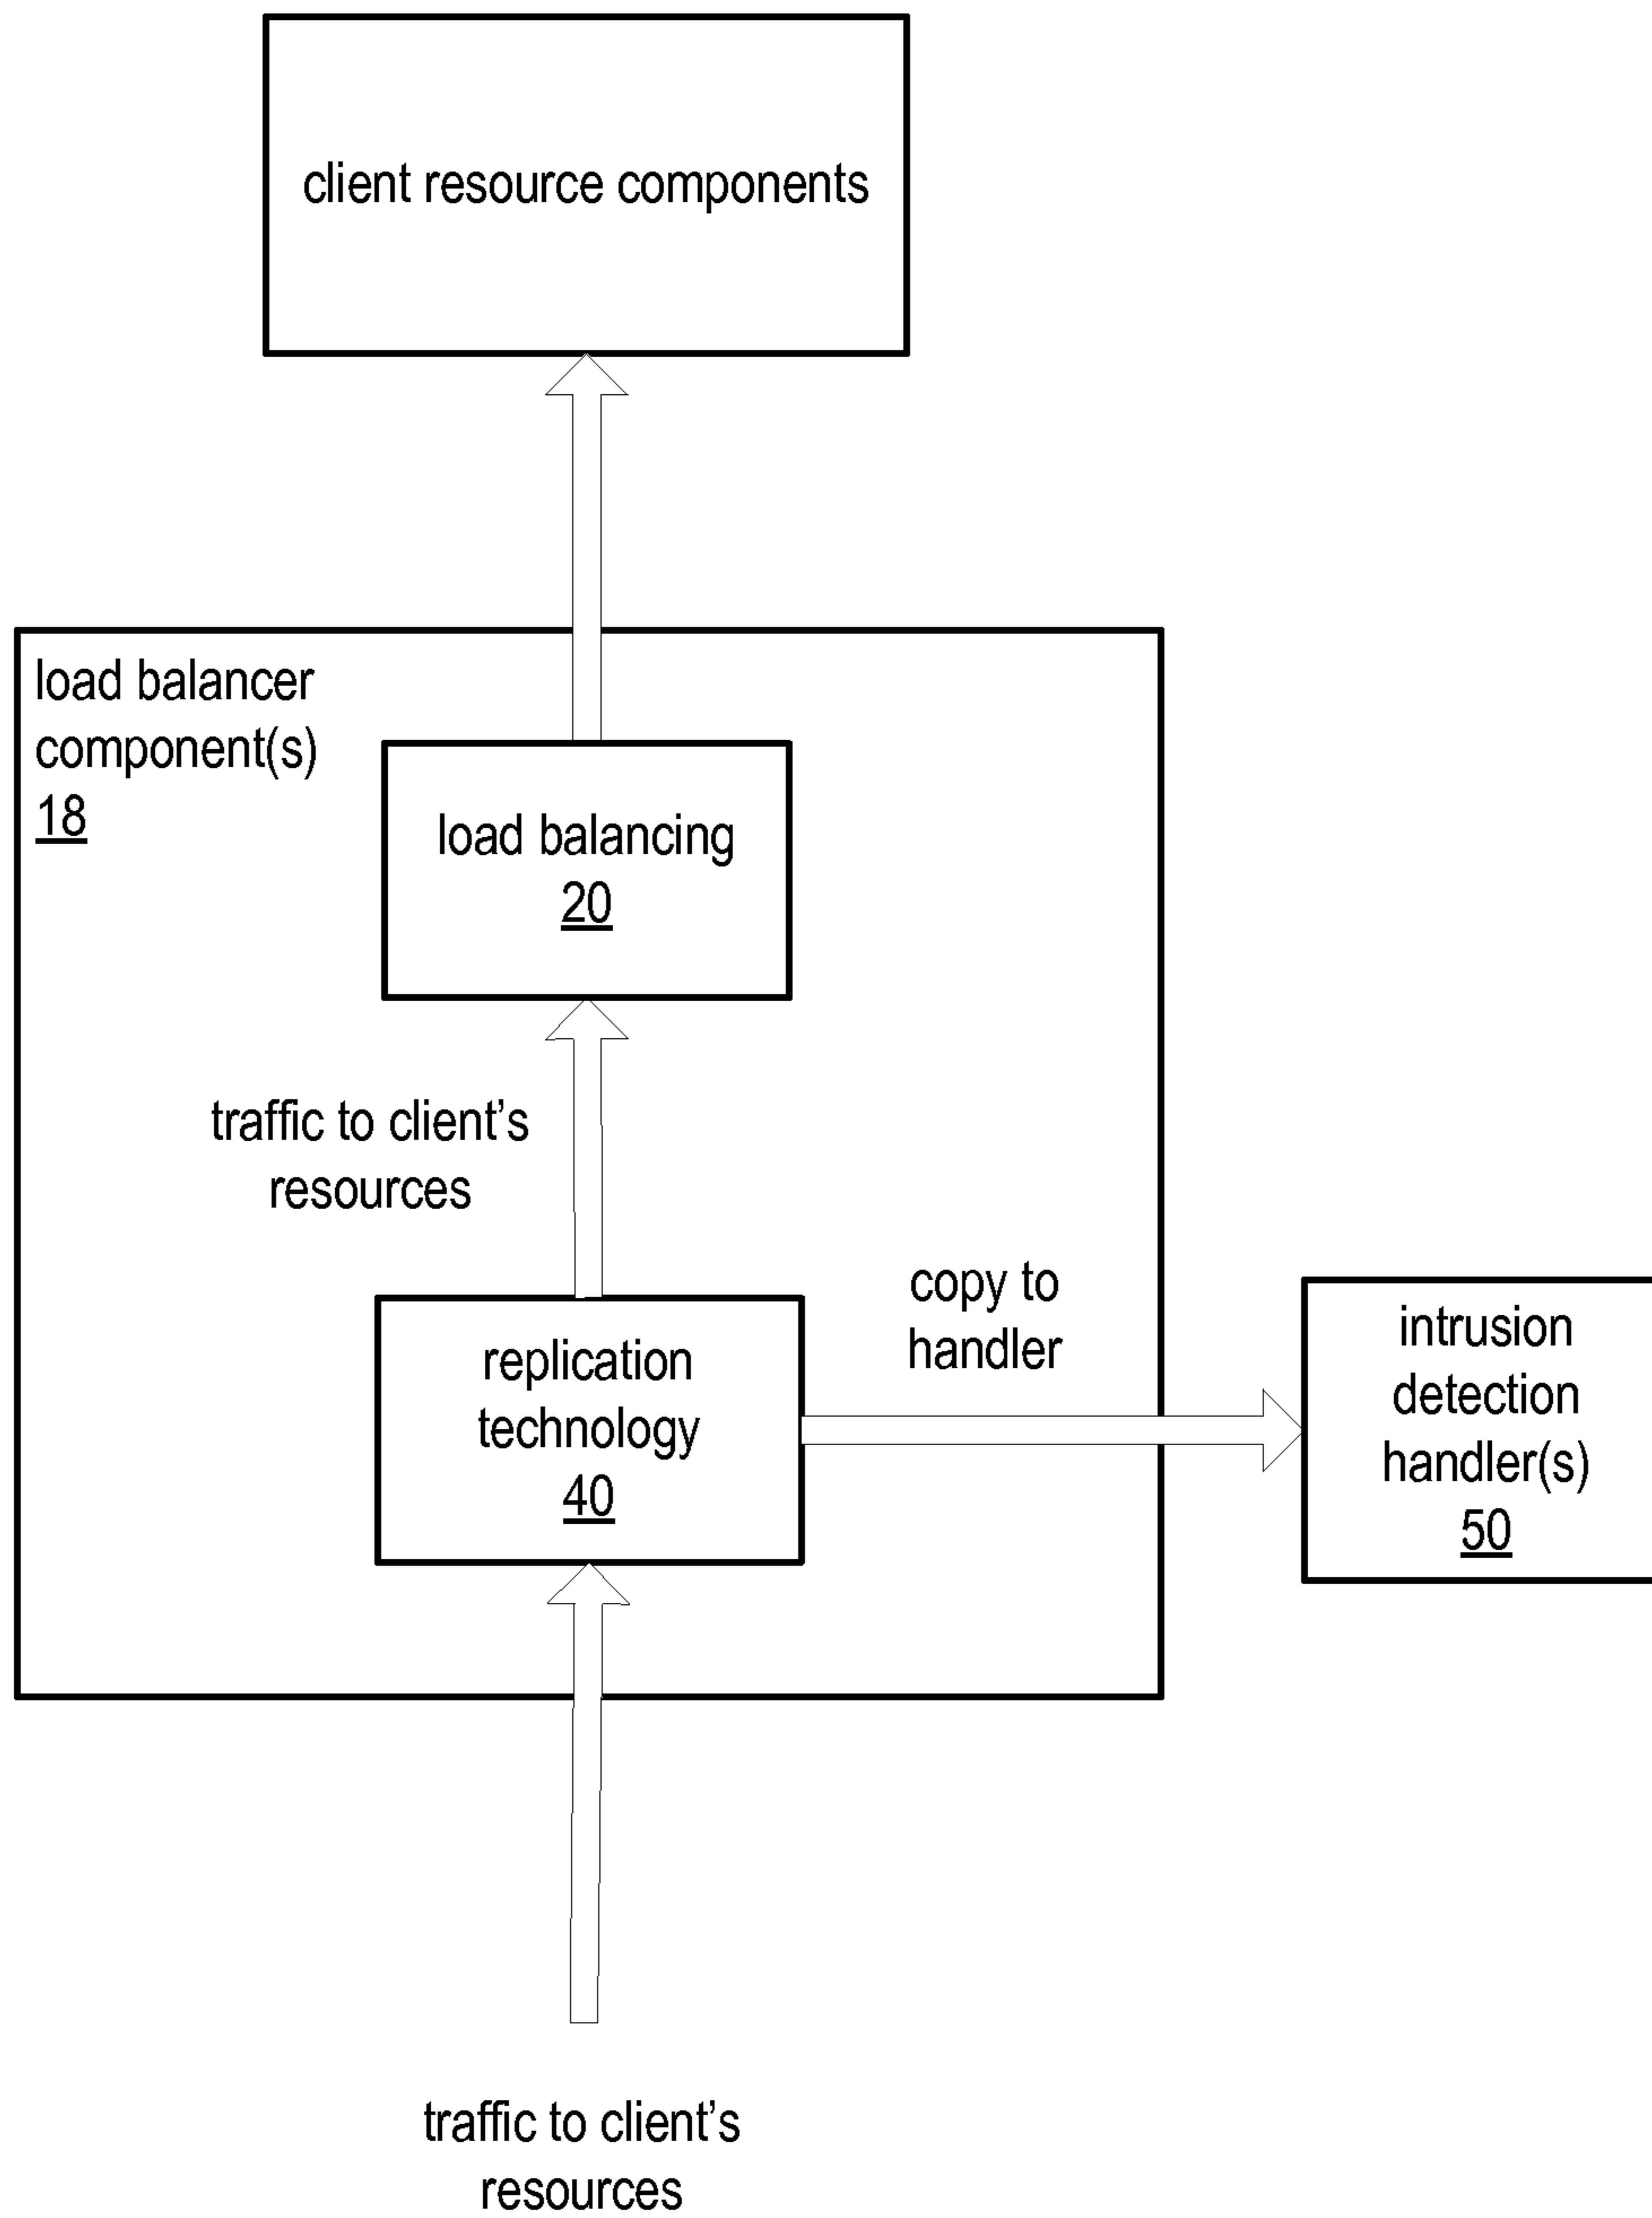 client resource components
load balancer
component(s)
18
load balancing
20
traffic to client’s
resources
copy to
handler
replication
technology
40
intrusion
detection
handler(s)
50
traffic to client’s
resources